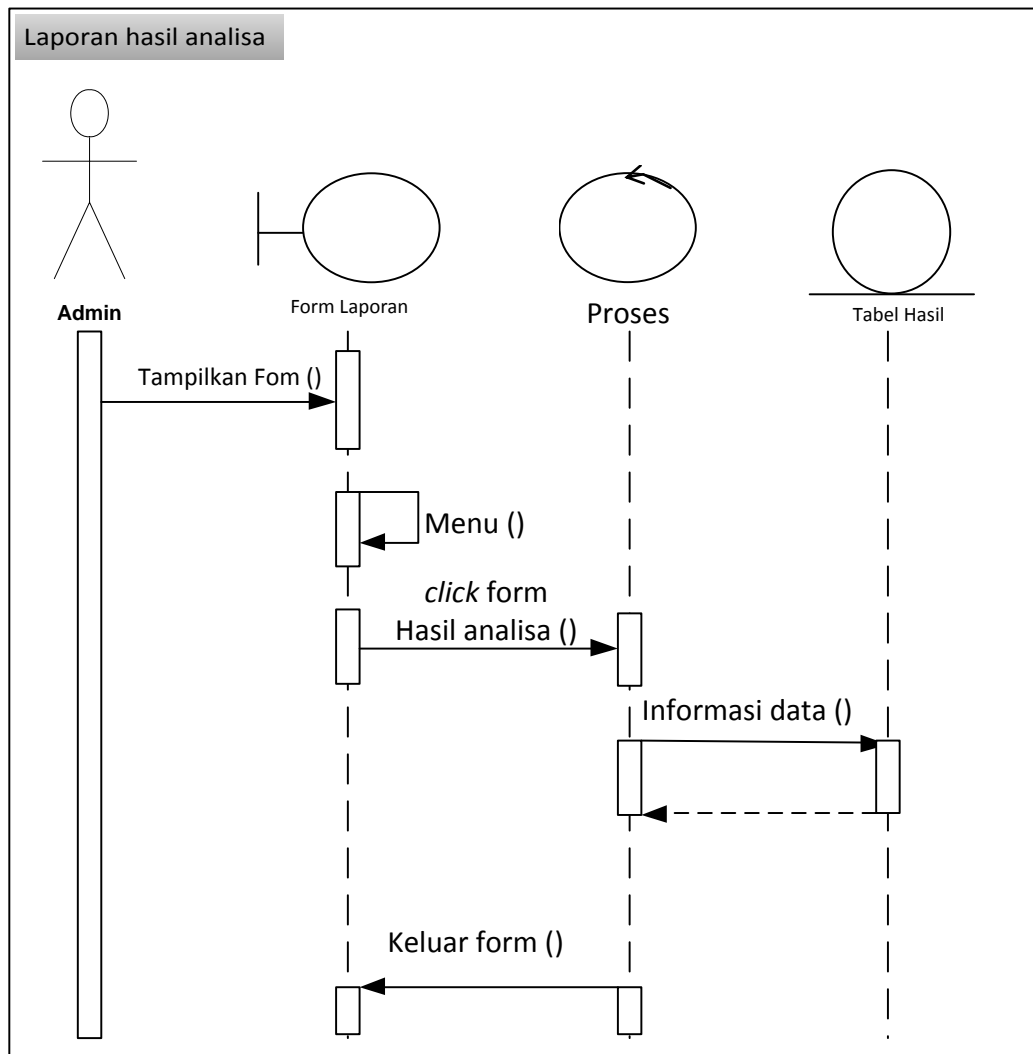 Laporan hasil analisa
Admin
Form Laporan
Proses
Tabel Hasil
Tampilkan Fom ()
Menu ()
click form
Hasil analisa ()
Informasi data ()
Keluar form ()